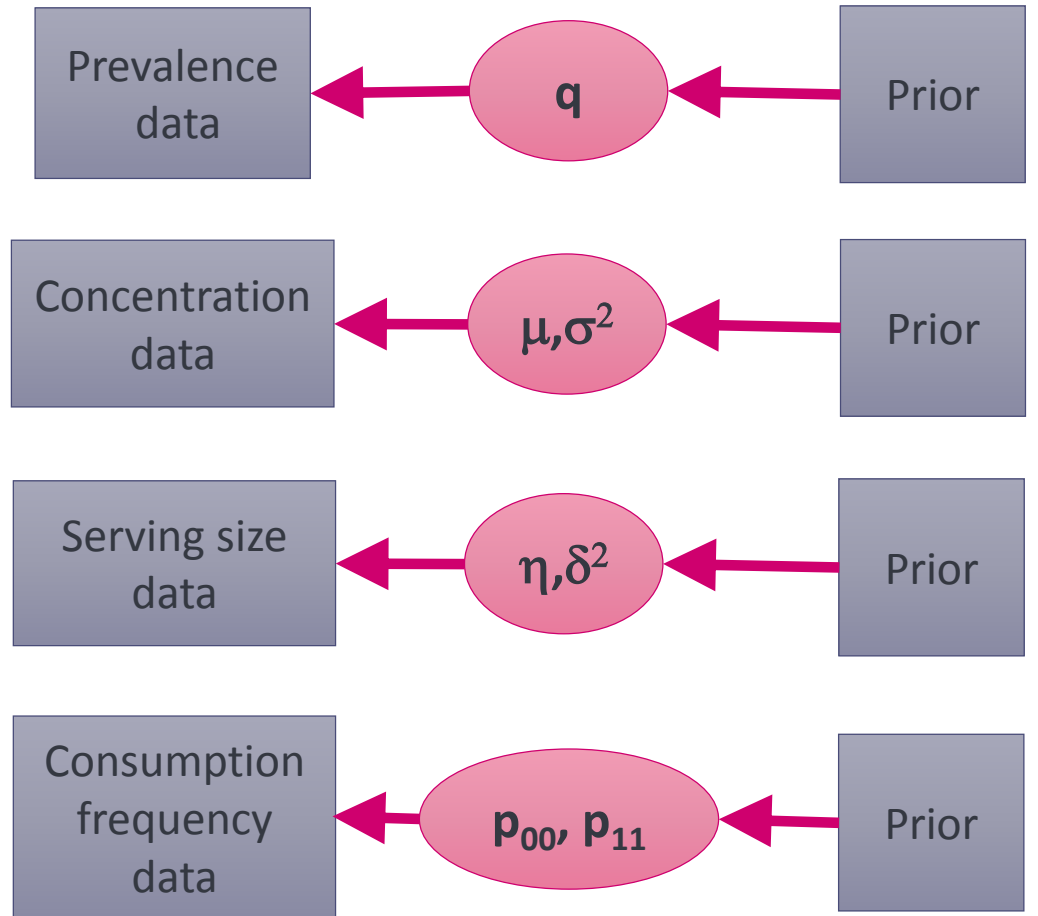 Prevalence
data
q
Prior
Concentration
data
μ,σ²
Prior
Serving size
data
η,δ²
Prior
Consumption
frequency
data
p₀₀, p₁₁
Prior